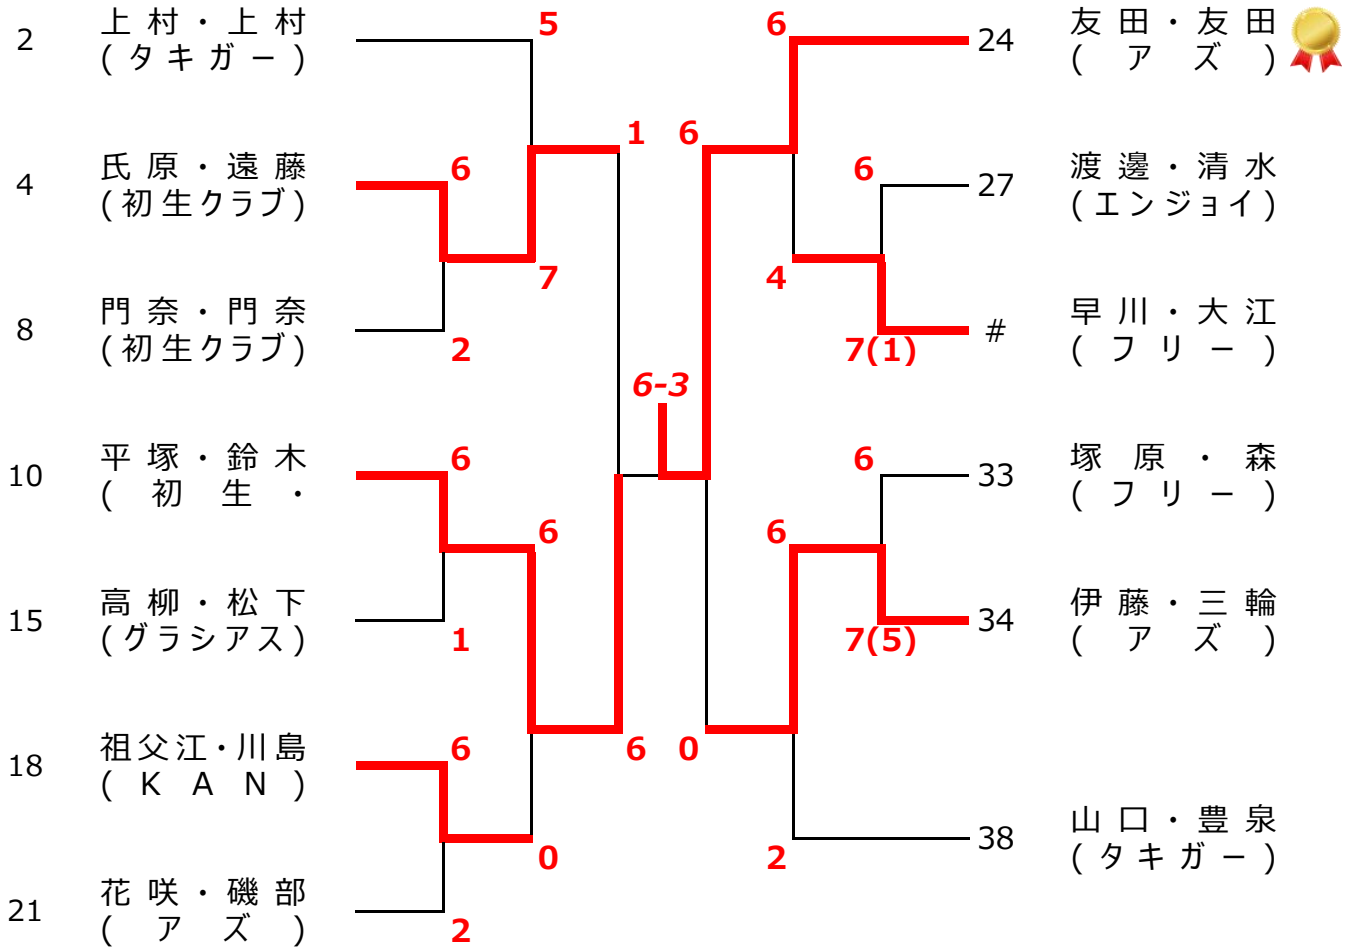 2
上村・上村
(タキガー)
5
4
氏原・遠藤
(初生クラブ)
6
7
8
門奈・門奈
(初生クラブ)
2
1
10
平塚・鈴木
(初生・
6
6
15
高柳・松下
(グラシアス)
1
18
祖父江・川島
(KAN)
6
6
0
21
花咲・磯部
(アズ)
2
6-3
6
24
友田・友田
(アズ)
6
6
27
渡邊・清水
(エンジョイ)
4
7(1)
#
早川・大江
(フリー)
6
33
塚原・森
(フリー)
6
7(5)
34
伊藤・三輪
(アズ)
0
2
38
山口・豊泉
(タキガー)